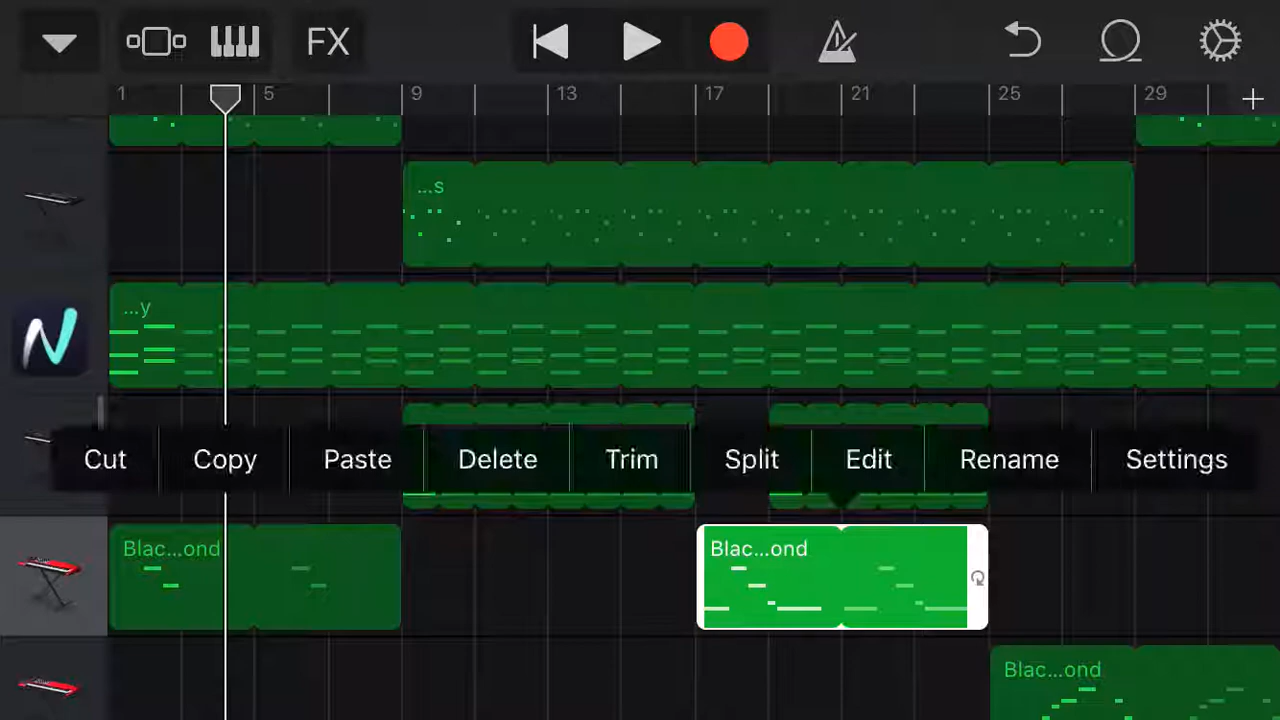 FX
1 5 9 13 17 21 25 29
...s
...y
Cut Copy Paste Delete Trim Split Edit Rename Settings
Blac...ond Blac...ond
Blac...ond